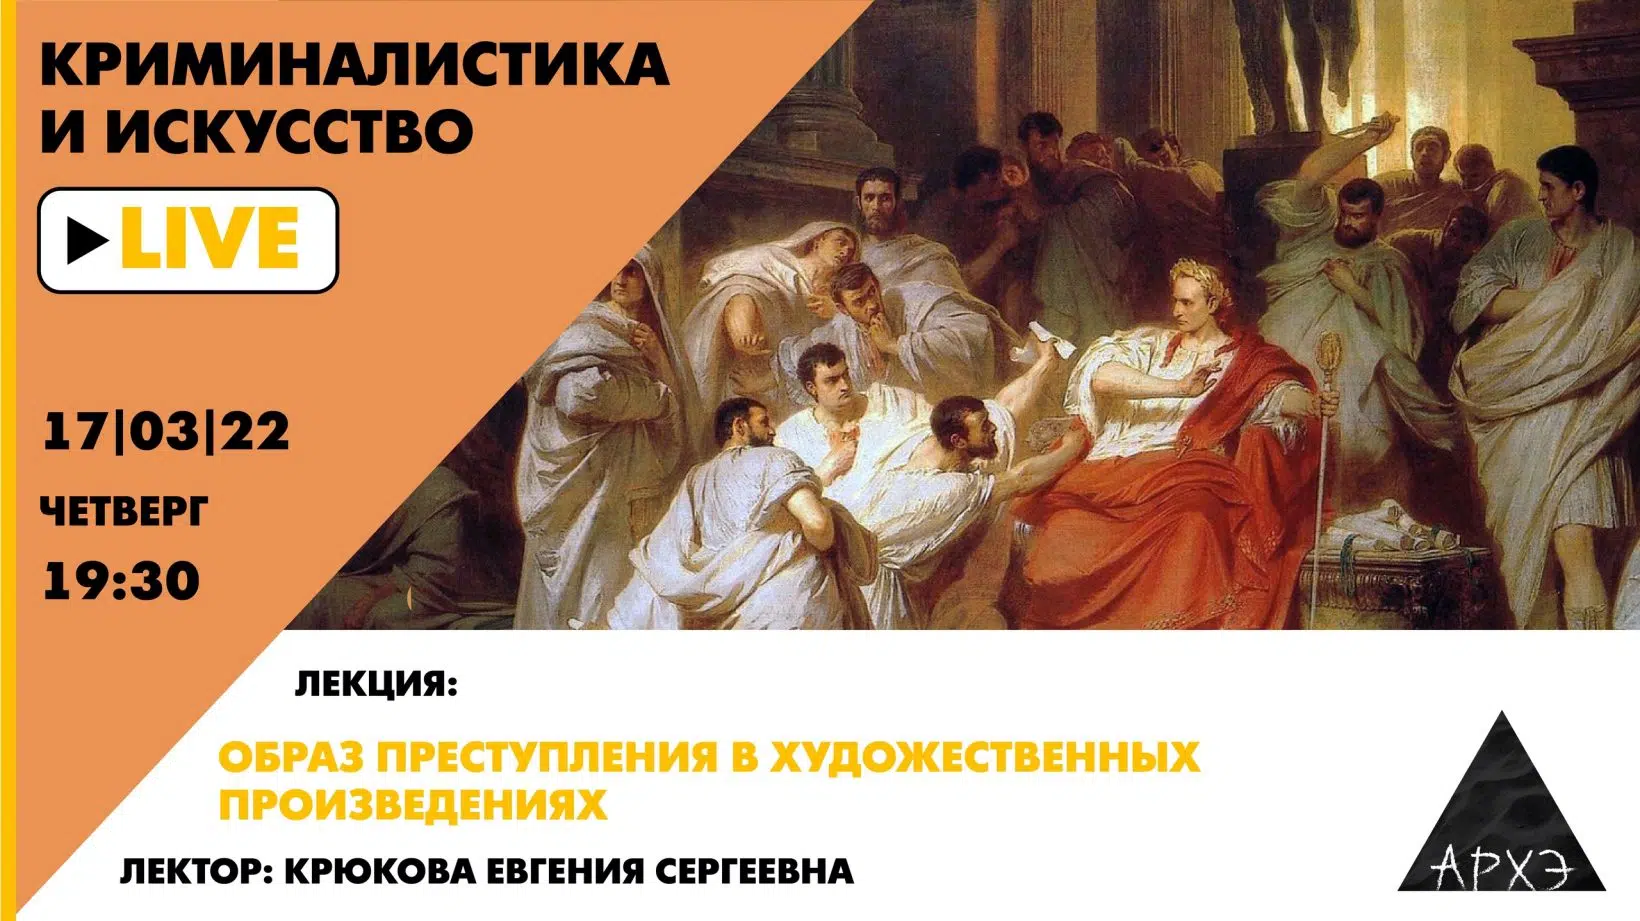 КРИМИНАЛИСТИКА
И ИСКУССТВО
LIVE
17|03|22
ЧЕТВЕРГ
19:30
ЛЕКЦИЯ:
ОБРАЗ ПРЕСТУПЛЕНИЯ В ХУДОЖЕСТВЕННЫХ
ПРОИЗВЕДЕНИЯХ
ЛЕКТОР: КРЮКОВА ЕВГЕНИЯ СЕРГЕЕВНА
АРХЭ